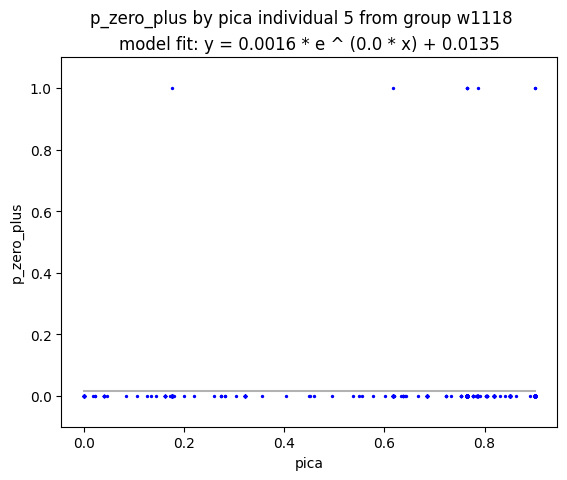 p_zero_plus by pica individual 5 from group w1118
model fit: y = 0.0016 * e ^ (0.0 * x) + 0.0135
1.0
0.8
0.6
0.4
0.2
0.0
p_zero_plus
0.0 0.2 0.4 0.6 0.8
pica